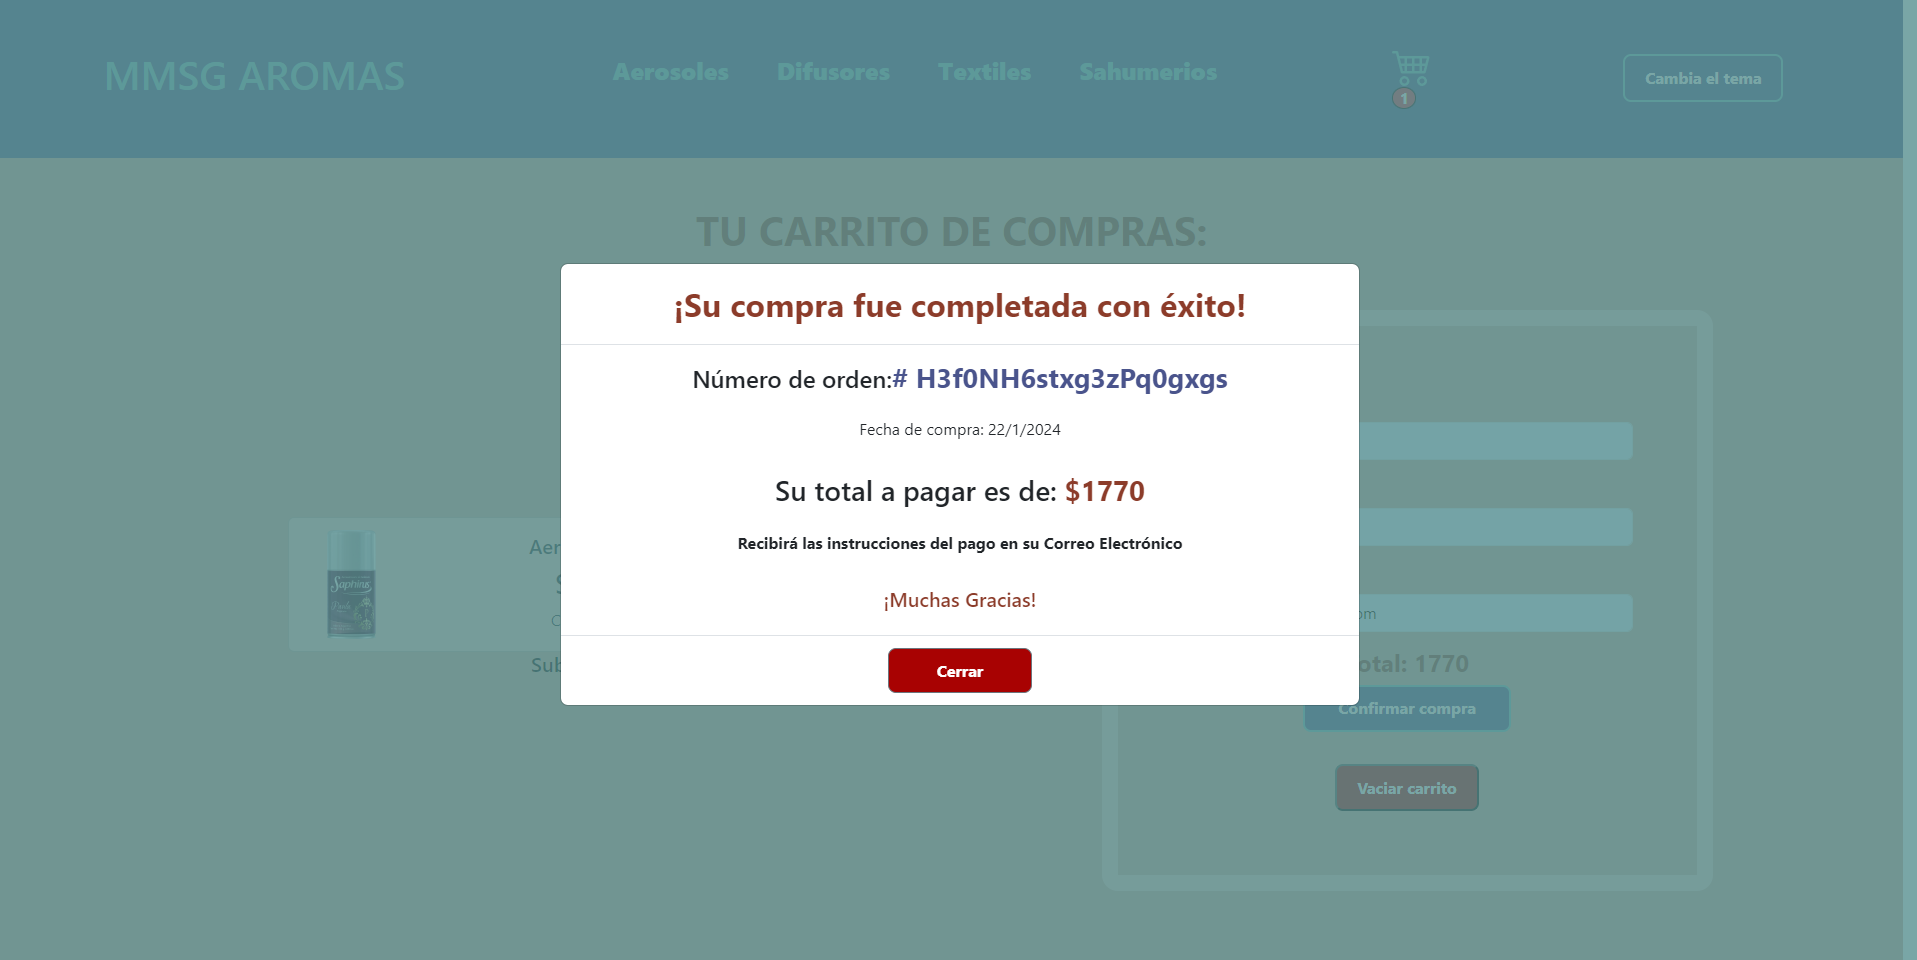 MMSG AROMAS
Aerosoles
Difusores
Textiles
Sahumerios
1
Cambia el tema
TU CARRITO DE COMPRAS:
¡Su compra fue completada con éxito!
Número de orden:# H3f0NH6stxg3zPq0gxgs
Fecha de compra: 22/1/2024
Su total a pagar es de: $1770
Recibirá las instrucciones del pago en su Correo Electrónico
¡Muchas Gracias!
Cerrar
Saphirus
Aer
Sub
om
otal: 1770
Confirmar compra
Vaciar carrito